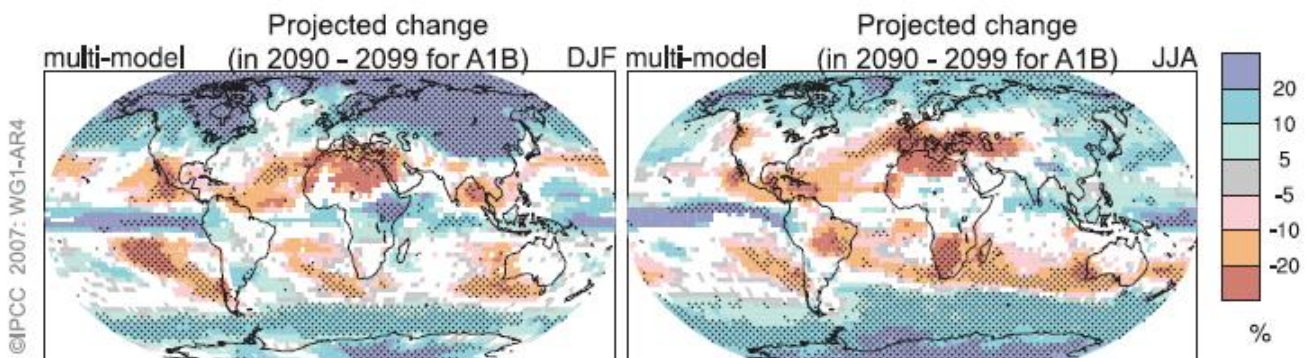 Projected change
multi-model (in 2090 - 2099 for A1B) DJF
Projected change
multi-model (in 2090 - 2099 for A1B) JJA
20
10
5
-5
-10
-20
%
©IPCC 2007: WG1-AR4